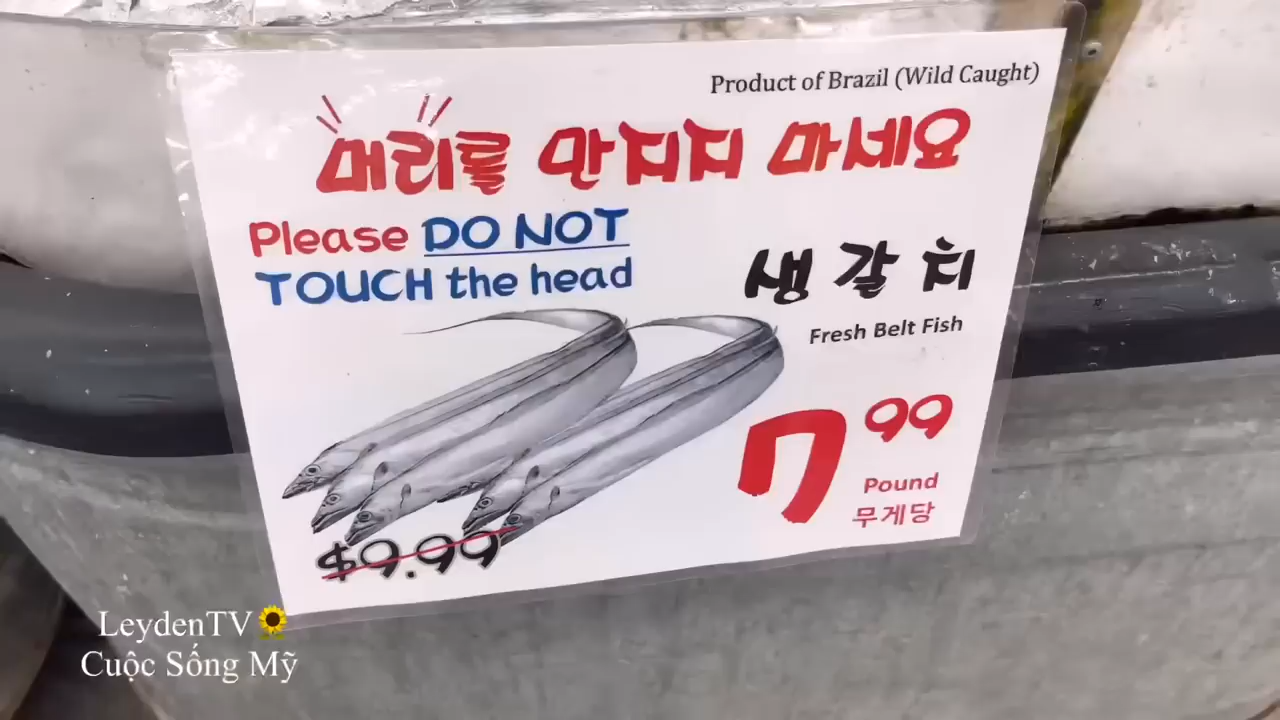 Product of Brazil (Wild Caught)
머리를 만지지 마세요
Please DO NOT
TOUCH the head
생갈치
Fresh Belt Fish
7 99
Pound
무게당
$9.99
LeydenTV🌻
Cuộc Sống Mỹ